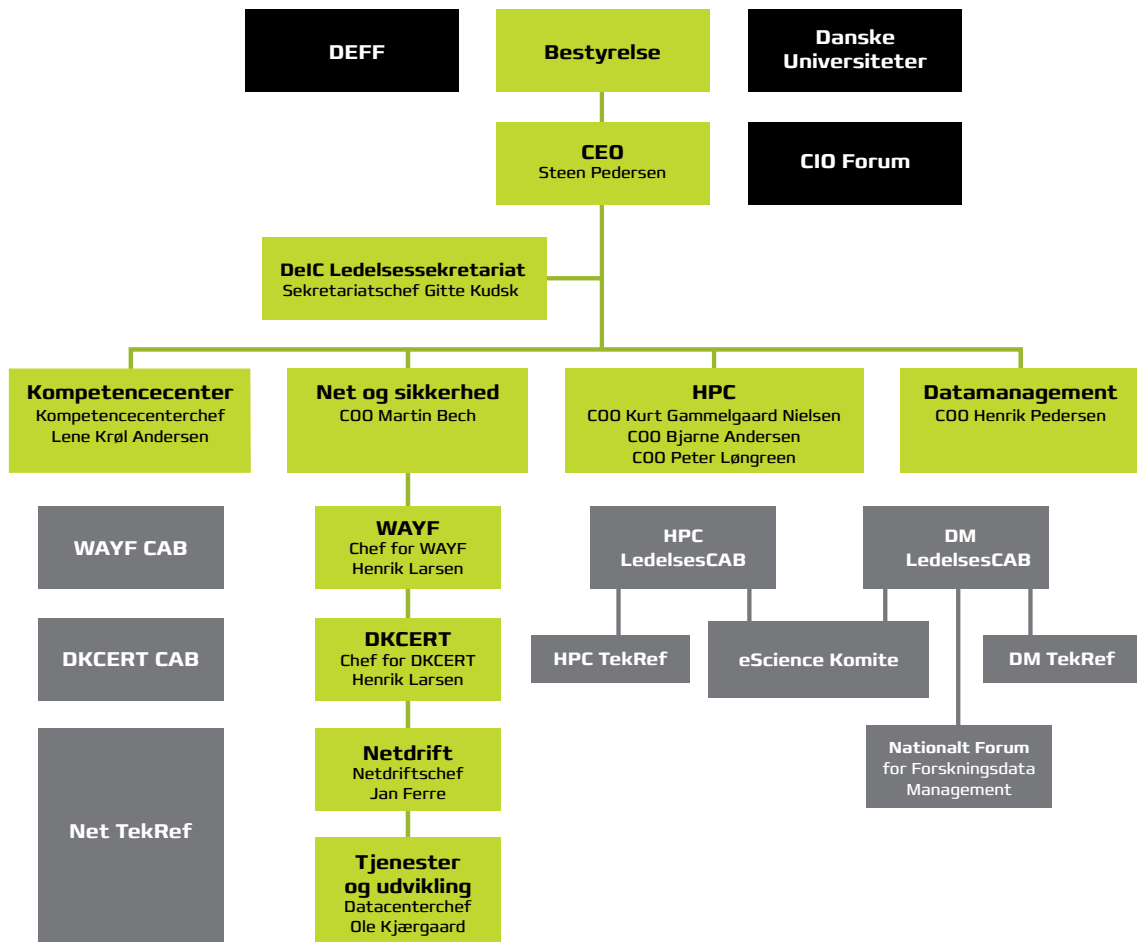 DEFF
Bestyrelse
Danske
Universiteter
CEO
Steen Pedersen
CIO Forum
DeIC Ledelsessekretariat
Sekretariatschef Gitte Kudsk
Kompetencecenter
Kompetencecenterchef
Lene Krøl Andersen
Net og sikkerhed
COO Martin Bech
HPC
COO Kurt Gammelgaard Nielsen
COO Bjarne Andersen
COO Peter Løngreen
Datamanagement
COO Henrik Pedersen
WAYF CAB
WAYF
Chef for WAYF
Henrik Larsen
HPC
LedelsesCAB
DM
LedelsesCAB
DKCERT CAB
DKCERT
Chef for DKCERT
Henrik Larsen
HPC TekRef
eScience Komite
DM TekRef
Net TekRef
Netdrift
Netdriftschef
Jan Ferre
Nationalt Forum
for Forskningsdata
Management
Tjenester
og udvikling
Datacenterchef
Ole Kjærgaard